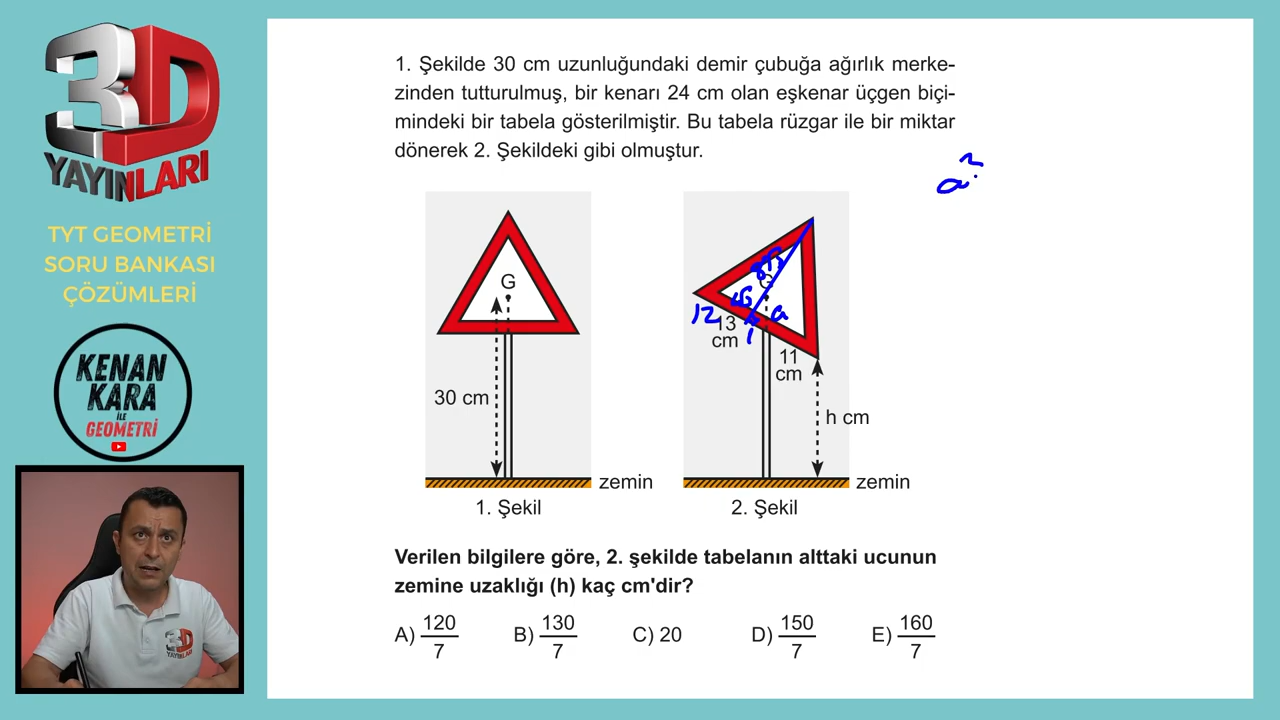 3D
YAYINLARI
TYT GEOMETRİ
SORU BANKASI
ÇÖZÜMLERİ
KENAN
KARA
İLE
GEOMETRİ
3D
YAYINLARI
1. Şekilde 30 cm uzunluğundaki demir çubuğa ağırlık merke-
zinden tutturulmuş, bir kenarı 24 cm olan eşkenar üçgen biçi-
mindeki bir tabela gösterilmiştir. Bu tabela rüzgar ile bir miktar
dönerek 2. Şekildeki gibi olmuştur.
a?
G
30 cm
zemin
1. Şekil
G
12
13
cm
1
a
11
cm
h cm
zemin
2. Şekil
Verilen bilgilere göre, 2. şekilde tabelanın alttaki ucunun
zemine uzaklığı (h) kaç cm'dir?
A) 120/7 B) 130/7 C) 20 D) 150/7 E) 160/7